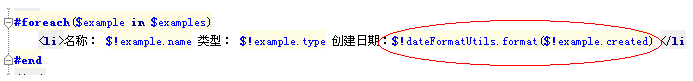 #foreach($example in $examples)
<li>名称： $!example.name 类型： $!example.type 创建日期：$!dateFormatUtils.format($!example.created) </li
#end